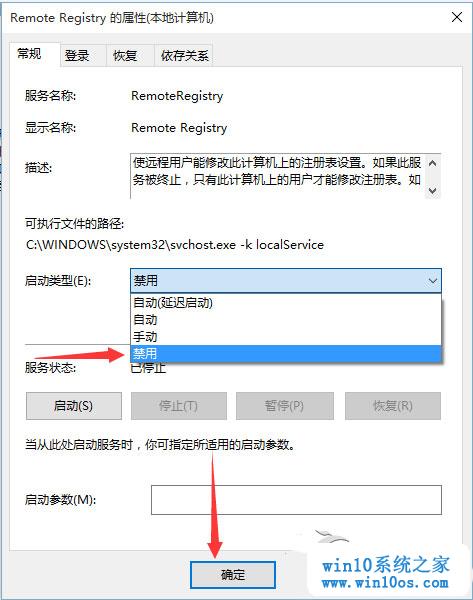 Remote Registry 的属性(本地计算机)
常规 登录 恢复 依存关系
服务名称: RemoteRegistry
显示名称: Remote Registry
描述: 使远程用户能修改此计算机上的注册表设置。如果此服
务被终止，只有此计算机上的用户才能修改注册表。如
可执行文件的路径:
C:\WINDOWS\system32\svchost.exe -k localService
启动类型(E): 禁用
自动(延迟启动)
自动
手动
禁用
服务状态: 已停止
启动(S) 停止(T) 暂停(P) 恢复(R)
当从此处启动服务时，你可指定所适用的启动参数。
启动参数(M):
确定
win10系统之家
www.win10os.com